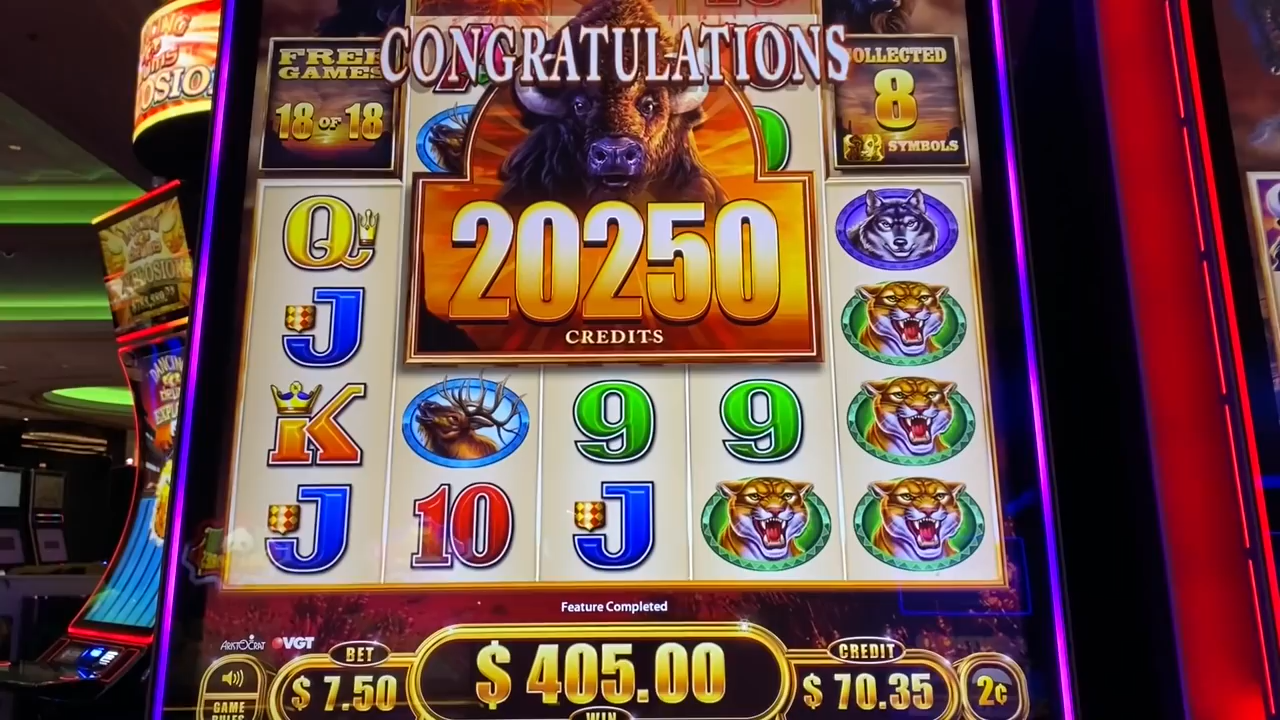 CONGRATULATIONS
FREE GAMES
18 OF 18
COLLECTED
8
SYMBOLS
20250
CREDITS
Q
J
K
9
9
J
10
J
Feature Completed
ARISTOCRAT VGT
BET
$ 7.50
$ 405.00
WIN
CREDIT
$ 70.35
2¢
GAME
RULES